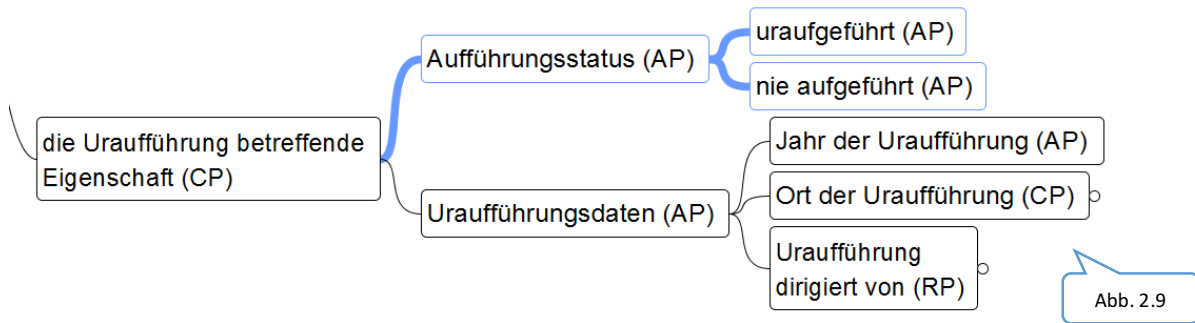 uraufgeführt (AP)
Aufführungsstatus (AP)
nie aufgeführt (AP)
die Uraufführung betreffende
Eigenschaft (CP)
Jahr der Uraufführung (AP)
Ort der Uraufführung (CP)
Uraufführungsdaten (AP)
Uraufführung
dirigiert von (RP)
Abb. 2.9